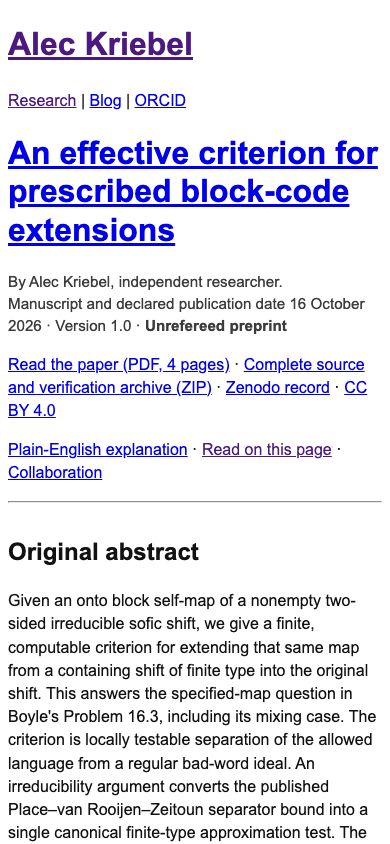 Alec Kriebel
Research | Blog | ORCID
An effective criterion for
prescribed block-code
extensions
By Alec Kriebel, independent researcher.
Manuscript and declared publication date 16 October
2026 · Version 1.0 · Unrefereed preprint
Read the paper (PDF, 4 pages) · Complete source
and verification archive (ZIP) · Zenodo record · CC
BY 4.0
Plain-English explanation · Read on this page ·
Collaboration
Original abstract
Given an onto block self-map of a nonempty two-
sided irreducible sofic shift, we give a finite,
computable criterion for extending that same map
from a containing shift of finite type into the original
shift. This answers the specified-map question in
Boyle's Problem 16.3, including its mixing case. The
criterion is locally testable separation of the allowed
language from a regular bad-word ideal. An
irreducibility argument converts the published
Place–van Rooijen–Zeitoun separator bound into a
single canonical finite-type approximation test. The